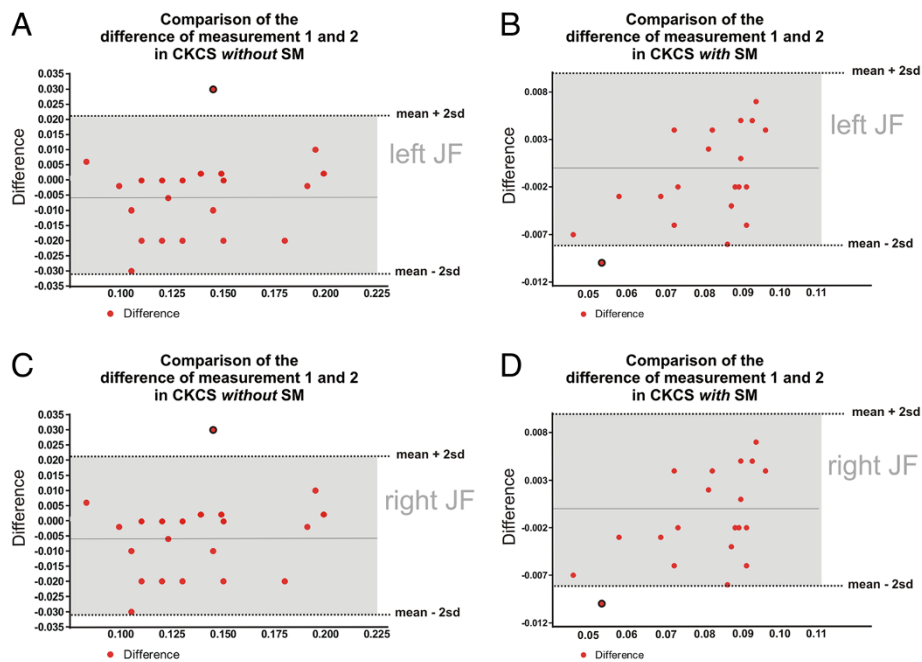 A
Comparison of the
difference of measurement 1 and 2
in CKCS without SM
Difference
0.035
0.030
0.025
0.020
0.015
0.010
0.005
0.000
-0.005
-0.010
-0.015
-0.020
-0.025
-0.030
-0.035
mean + 2sd
left JF
mean - 2sd
0.100 0.125 0.150 0.175 0.200 0.225
Difference
B
Comparison of the
difference of measurement 1 and 2
in CKCS with SM
Difference
0.008
0.003
-0.002
-0.007
-0.012
mean + 2sd
left JF
mean - 2sd
0.05 0.06 0.07 0.08 0.09 0.10 0.11
Difference
C
Comparison of the
difference of measurement 1 and 2
in CKCS without SM
Difference
0.035
0.030
0.025
0.020
0.015
0.010
0.005
0.000
-0.005
-0.010
-0.015
-0.020
-0.025
-0.030
-0.035
mean + 2sd
right JF
mean - 2sd
0.100 0.125 0.150 0.175 0.200 0.225
Difference
D
Comparison of the
difference of measurement 1 and 2
in CKCS with SM
Difference
0.008
0.003
-0.002
-0.007
-0.012
mean + 2sd
right JF
mean - 2sd
0.05 0.06 0.07 0.08 0.09 0.10 0.11
Difference